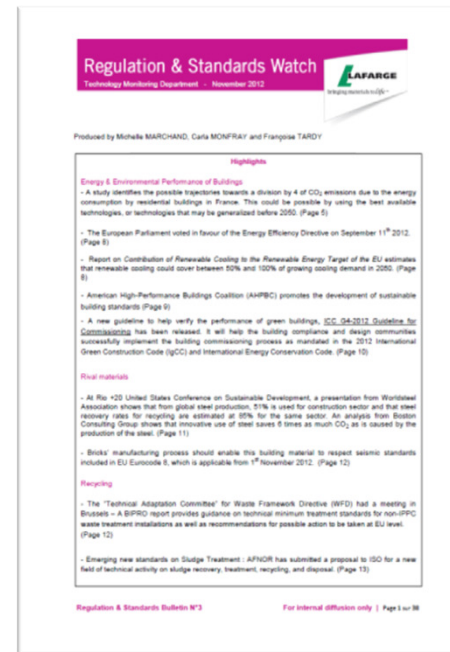 Regulation & Standards Watch
Technology Monitoring Department - November 2012
LAFARGE
bringing materials to life
Produced by Michelle MARCHAND, Carla MONFRAY and Françoise TARDY
Highlights
Energy & Environmental Performance of Buildings
- A study identifies the possible trajectories towards a division by 4 of CO₂ emissions due to the energy
consumption by residential buildings in France. This could be possible by using the best available
technologies, or technologies that may be generalized before 2050. (Page 5)
- The European Parliament voted in favour of the Energy Efficiency Directive on September 11th 2012.
(Page 8)
- Report on Contribution of Renewable Cooling to the Renewable Energy Target of the EU estimates
that renewable cooling could cover between 50% and 100% of growing cooling demand in 2050. (Page
8)
- American High-Performance Buildings Coalition (AHPBC) promotes the development of sustainable
building standards (Page 9)
- A new guideline to help verify the performance of green buildings, ICC G4-2012 Guideline for
Commissioning has been released. It will help the building compliance and design communities
successfully implement the building commissioning process as mandated in the 2012 International
Green Construction Code (IgCC) and International Energy Conservation Code. (Page 10)
Rival materials
- At Rio +20 United States Conference on Sustainable Development, a presentation from Worldsteel
Association shows that from global steel production, 51% is used for construction sector and that steel
recovery rates for recycling are estimated at 85% for the same sector. An analysis from Boston
Consulting Group shows that innovative use of steel saves 6 times as much CO₂ as is caused by the
production of the steel. (Page 11)
- Bricks' manufacturing process should enable this building material to respect seismic standards
included in EU Eurocode 8, which is applicable from 1st November 2012. (Page 12)
Recycling
- The "Technical Adaptation Committee" for Waste Framework Directive (WFD) had a meeting in
Brussels – A BIPRO report provides guidance on technical minimum treatment standards for non-IPPC
waste treatment installations as well as recommendations for possible action to be taken at EU level.
(Page 12)
- Emerging new standards on Sludge Treatment : AFNOR has submitted a proposal to ISO for a new
field of technical activity on sludge recovery, treatment, recycling, and disposal. (Page 13)
Regulation & Standards Bulletin N°3 For internal diffusion only | Page 1 sur 38